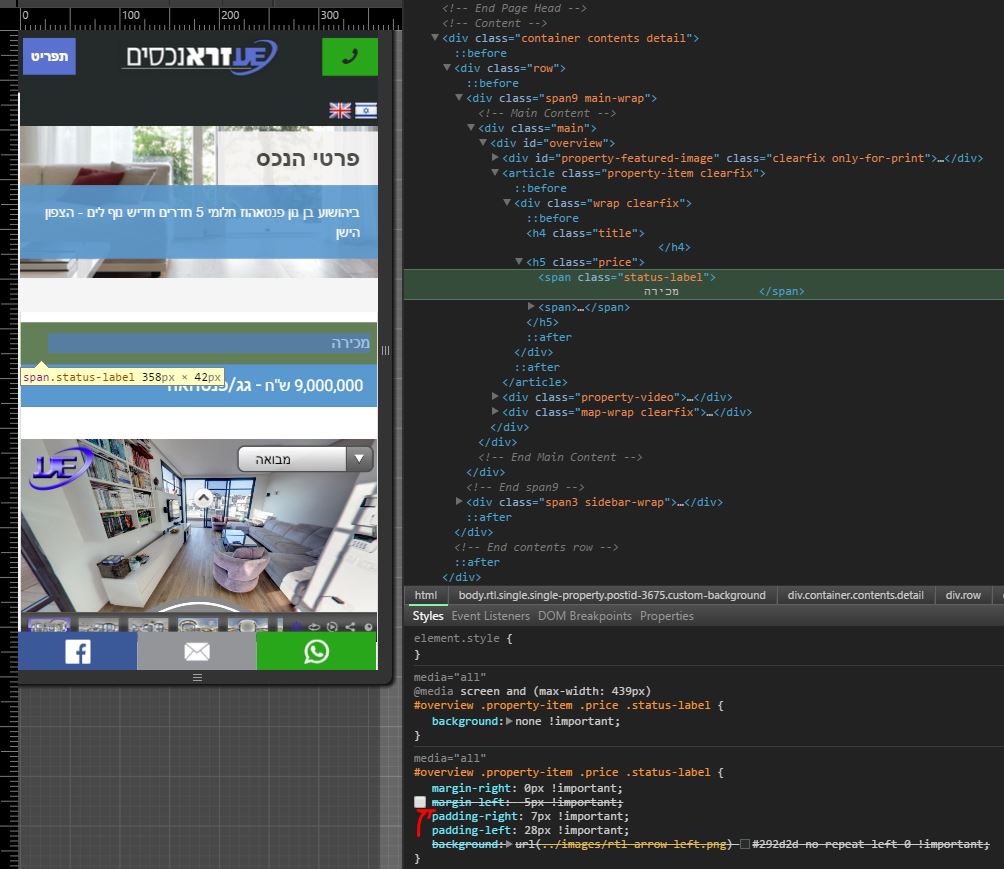 0 100 200 300
תפריט
זרא נכסים
פרטי הנכס
ביהושוע בן נון פנטאהוז חלומי 5 חדרים חדיש נוף לים - הצפון
הישן
מכירה
span.status-label 358px × 42px
9,000,000 ש"ח - גג/פנטהאוז
מבואה
<!-- End Page Head -->
<!-- Content -->
<div class="container contents detail">
::before
<div class="row">
::before
<div class="span9 main-wrap">
<!-- Main Content -->
<div class="main">
<div id="overview">
<div id="property-featured-image" class="clearfix only-for-print">…</div>
<article class="property-item clearfix">
::before
<div class="wrap clearfix">
::before
<h4 class="title">
</h4>
<h5 class="price">
<span class="status-label">
מכירה </span>
<span>…</span>
</h5>
::after
</div>
::after
</article>
<div class="property-video">…</div>
<div class="map-wrap clearfix">…</div>
</div>
</div>
<!-- End Main Content -->
</div>
<!-- End span9 -->
<div class="span3 sidebar-wrap">…</div>
::after
</div>
<!-- End contents row -->
::after
</div>
html body.rtl.single.single-property.postid-3675.custom-background div.container.contents.detail div.row
Styles Event Listeners DOM Breakpoints Properties
element.style {
}
media="all"
@media screen and (max-width: 439px)
#overview .property-item .price .status-label {
background: none !important;
}
media="all"
#overview .property-item .price .status-label {
margin-right: 0px !important;
margin-left: -5px !important;
padding-right: 7px !important;
padding-left: 28px !important;
background: url(../images/rtl-arrow-left.png) #292d2d no-repeat left 0 !important;
}